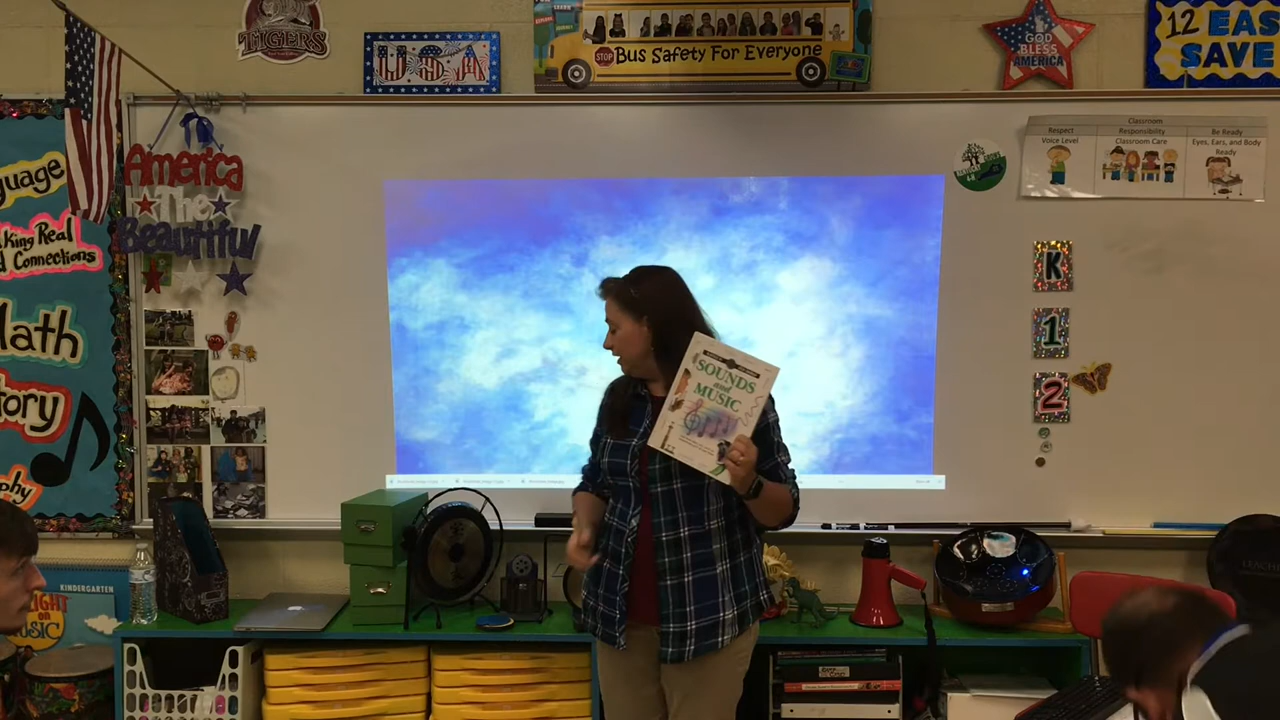 TIGERS
USA
STOP
Bus Safety For Everyone
GOD
BLESS
AMERICA
12 EAS
SAVE
America
The
Beautiful
guage
king Real
d Connections
Math
tory
phy
Classroom
Respect
Responsibility
Be Ready
Voice Level
Classroom Care
Eyes, Ears, and Body
Ready
K
1
2
SOUNDS
and
MUSIC
KINDERGARTEN
MUSIC